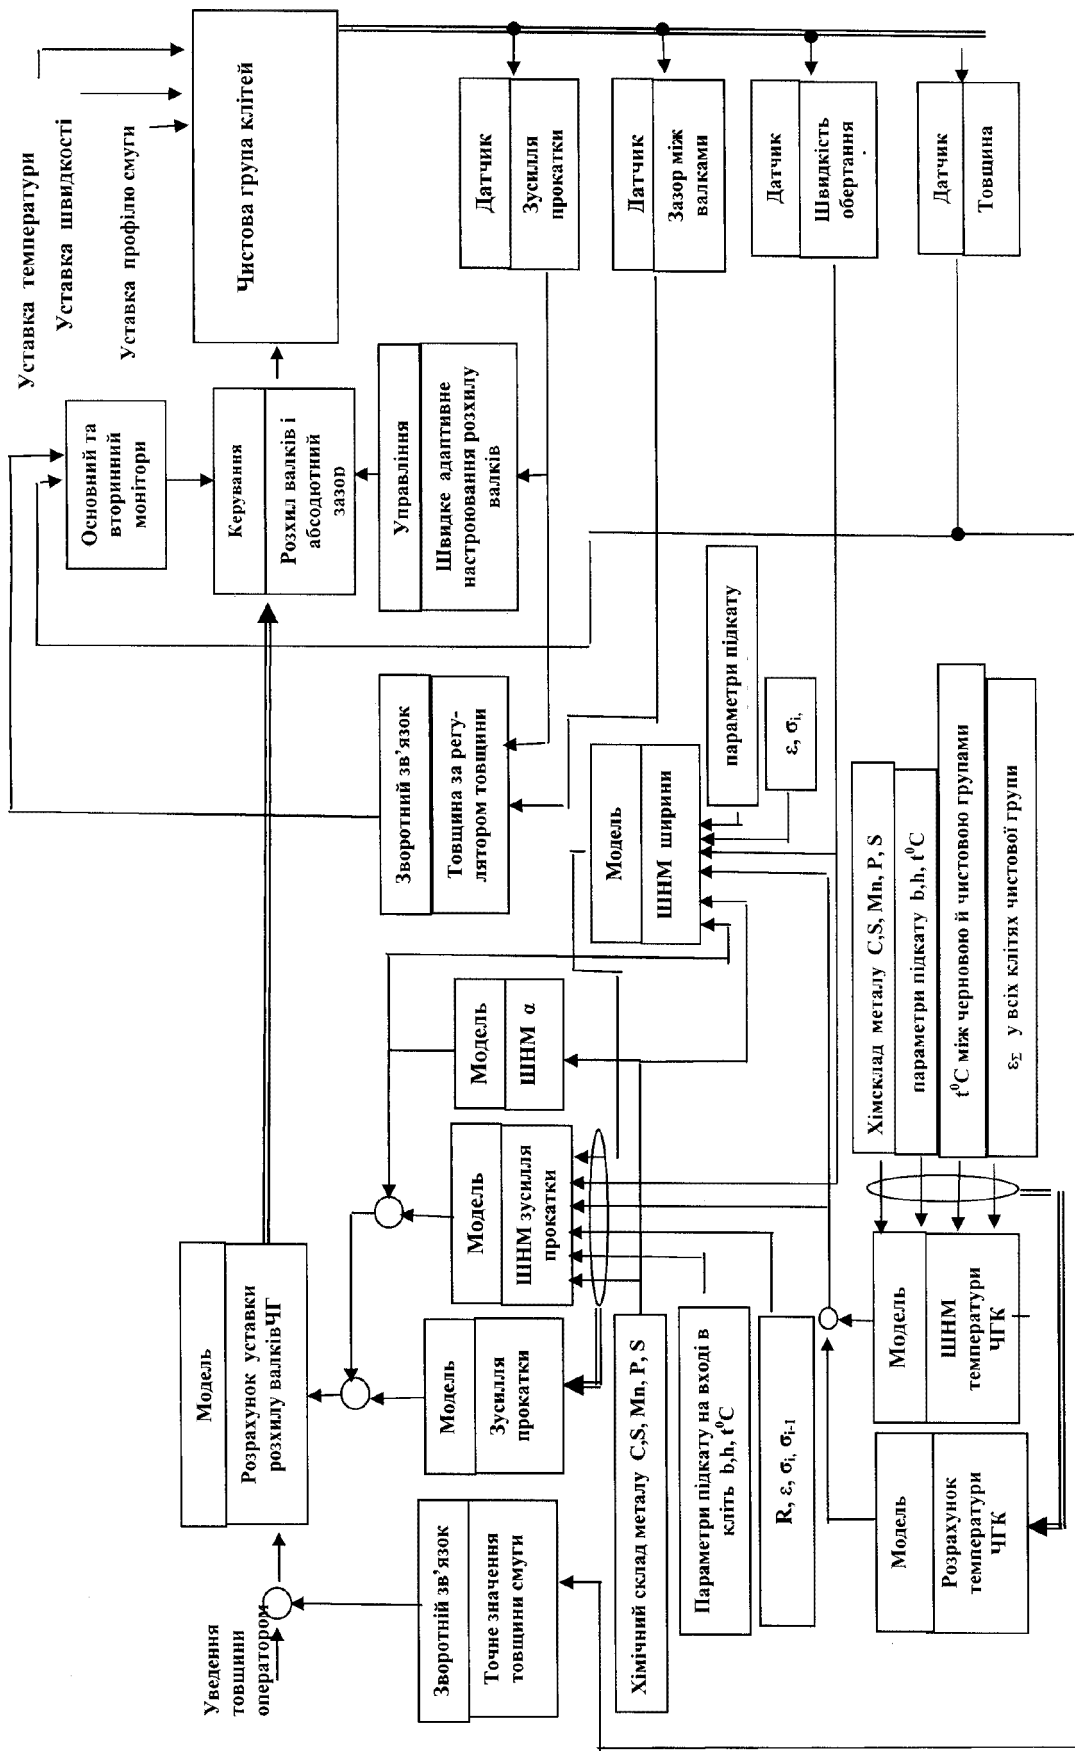 Уставка температури
Уставка швидкості
Уставка профілю смуги
Чистова група клітей
Основний та
вторинний
монітори
Керування
Розхил валків і
абсодютний
зазор
Управління
Швидке адаптивне
настроювання розхилу
валків
Датчик
Зусилля
прокатки
Датчик
Зазор між
валками
Датчик
Швидкість
обертання
Датчик
Товщина
Зворотний зв’язок
Товщина за регу-
лятором товщини
Модель
ШНМ ширини
параметри підкату
ε, σi,
Модель
ШНМ α
Модель
ШНМ зусилля
прокатки
Модель
Зусилля
прокатки
Модель
Розрахунок уставки
розхилу валківЧГ
Уведення
товщини
оператором
Зворотній зв’язок
Точне значення
товщини смуги
Хімічний склад металу C,S, Mn, P, S
Параметри підкату на вході в
кліть b,h, t⁰C
R, ε, σi, σi-1
Хімсклад металу C,S, Mn, P, S
параметри підкату b,h, t⁰C
t⁰C між черновою й чистовою групами
εΣ у всіх клітях чистової групи
Модель
ШНМ
температури
ЧГК
Модель
Розрахунок
температури
ЧГК